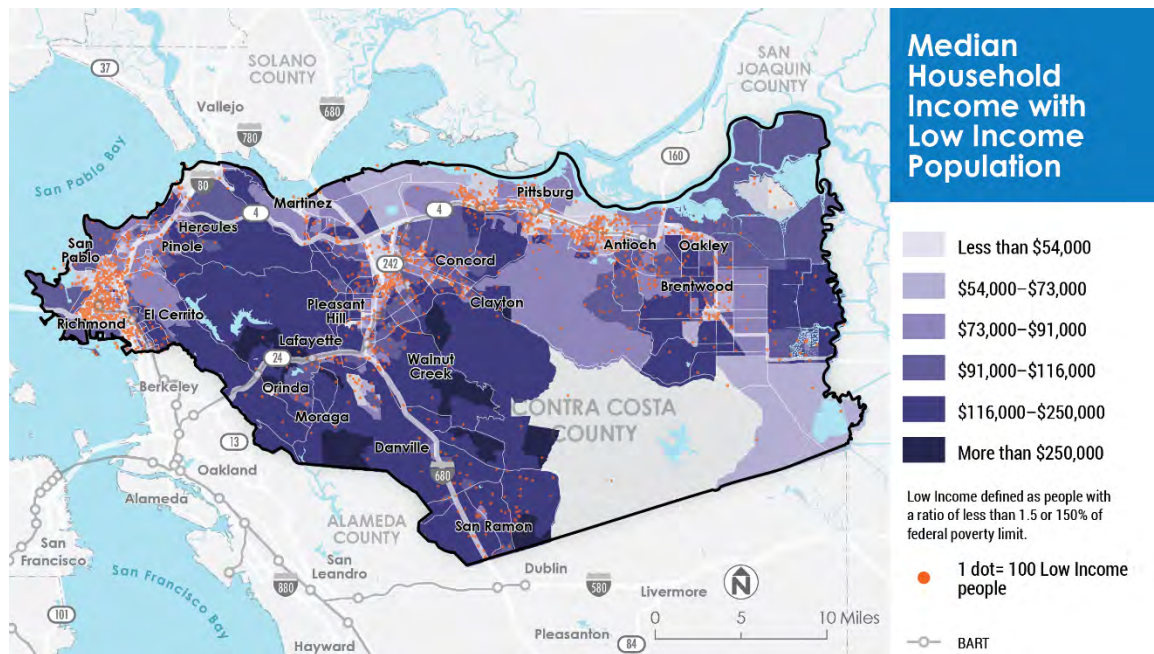 Median
Household
Income with
Low Income
Population
Less than $54,000
$54,000–$73,000
$73,000–$91,000
$91,000–$116,000
$116,000–$250,000
More than $250,000
Low Income defined as people with
a ratio of less than 1.5 or 150% of
federal poverty limit.
1 dot= 100 Low Income
people
BART
SOLANO
COUNTY
SAN
JOAQUIN
COUNTY
37
Vallejo
680
780
160
San Pablo Bay
80
Martinez
Pittsburg
4
4
Hercules
San
Pablo
Pinole
242
Concord
Antioch
Oakley
Brentwood
Clayton
Pleasant
Hill
Richmond
El Cerrito
Lafayette
24
Walnut
Creek
Berkeley
Orinda
Moraga
CONTRA COSTA
COUNTY
13
Danville
Oakland
680
Alameda
ALAMEDA
COUNTY
San Ramon
San
Francisco
San
Leandro
Dublin
N
San Francisco Bay
880
580
Livermore
0 5 10 Miles
101
Hayward
Pleasanton
84